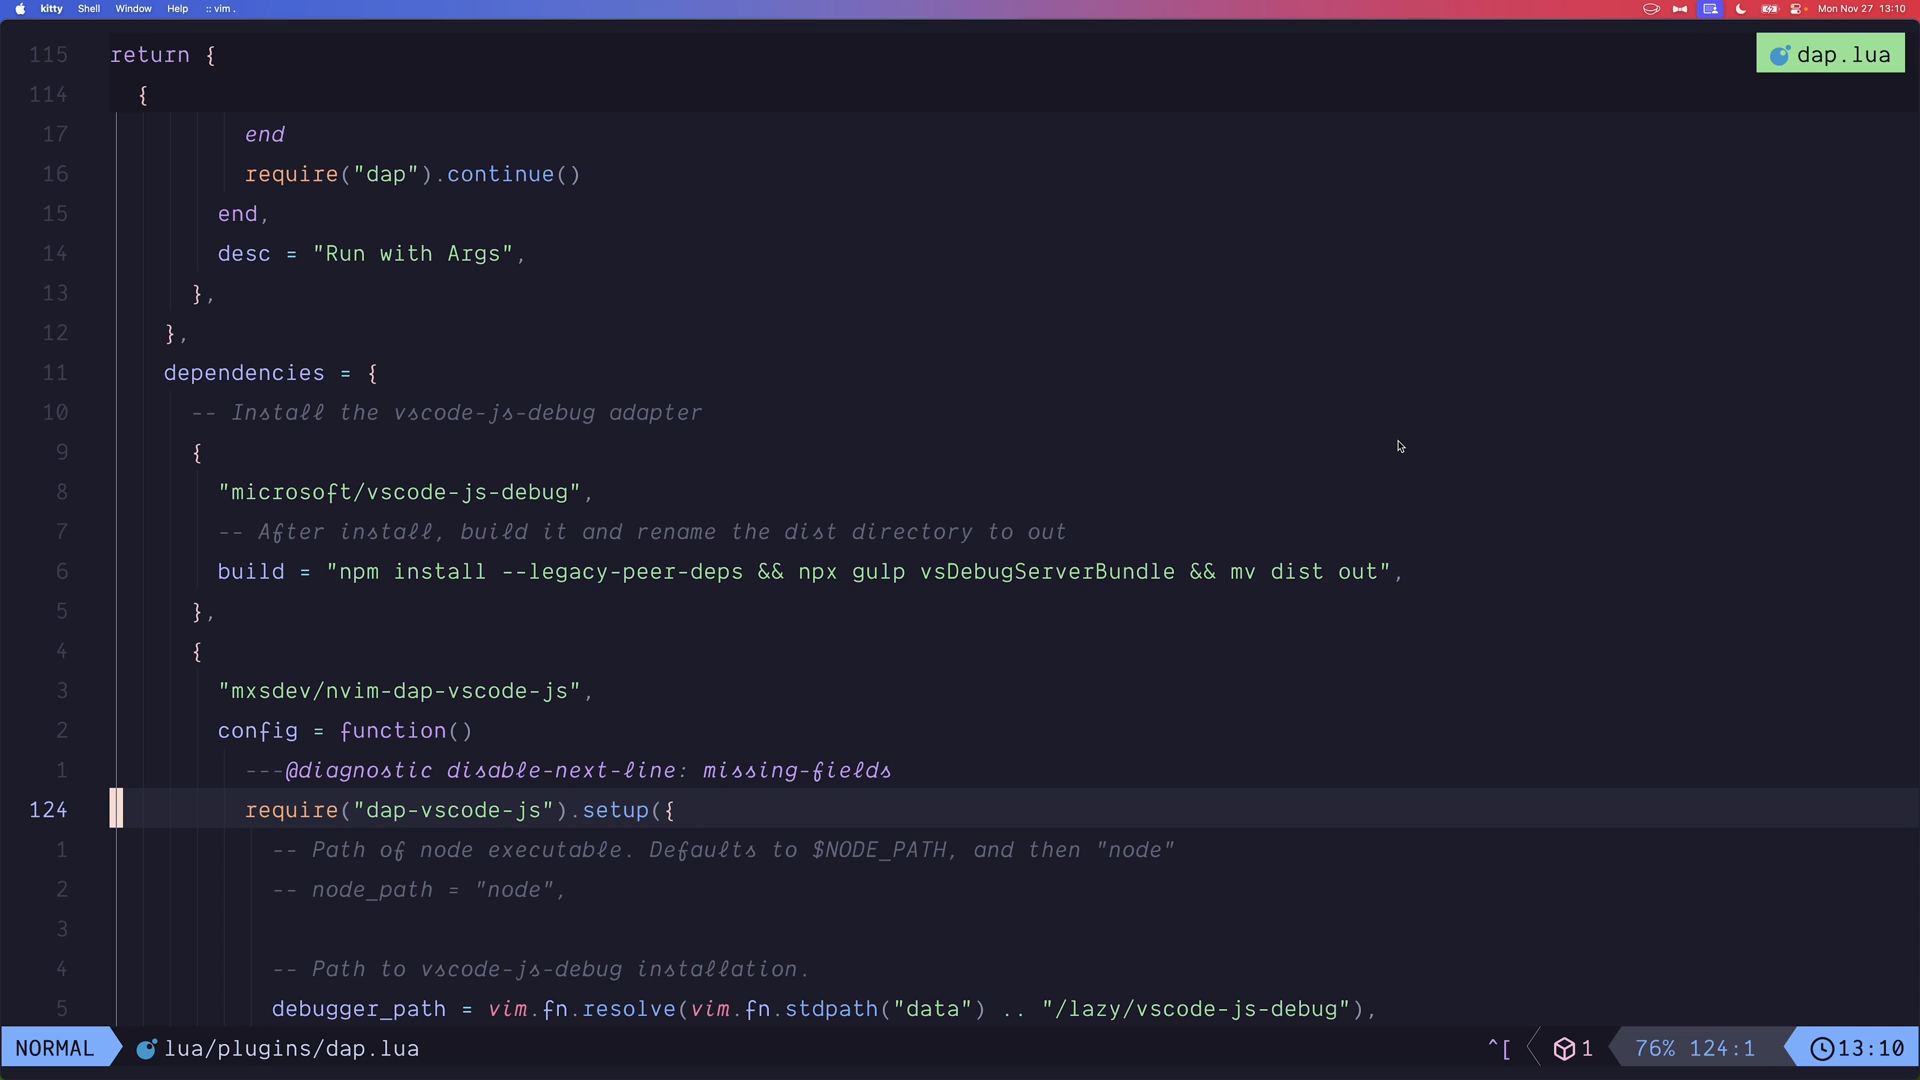 kitty Shell Window Help :: vim . Mon Nov 27 13:10
dap.lua
115 return {
114 {
17 end
16 require("dap").continue()
15 end,
14 desc = "Run with Args",
13 },
12 },
11 dependencies = {
10 -- Install the vscode-js-debug adapter
9 {
8 "microsoft/vscode-js-debug",
7 -- After install, build it and rename the dist directory to out
6 build = "npm install --legacy-peer-deps && npx gulp vsDebugServerBundle && mv dist out",
5 },
4 {
3 "mxsdev/nvim-dap-vscode-js",
2 config = function()
1 ---@diagnostic disable-next-line: missing-fields
124 require("dap-vscode-js").setup({
1 -- Path of node executable. Defaults to $NODE_PATH, and then "node"
2 -- node_path = "node",
3
4 -- Path to vscode-js-debug installation.
5 debugger_path = vim.fn.resolve(vim.fn.stdpath("data") .. "/lazy/vscode-js-debug"),
NORMAL lua/plugins/dap.lua ^[ 1 76% 124:1 13:10